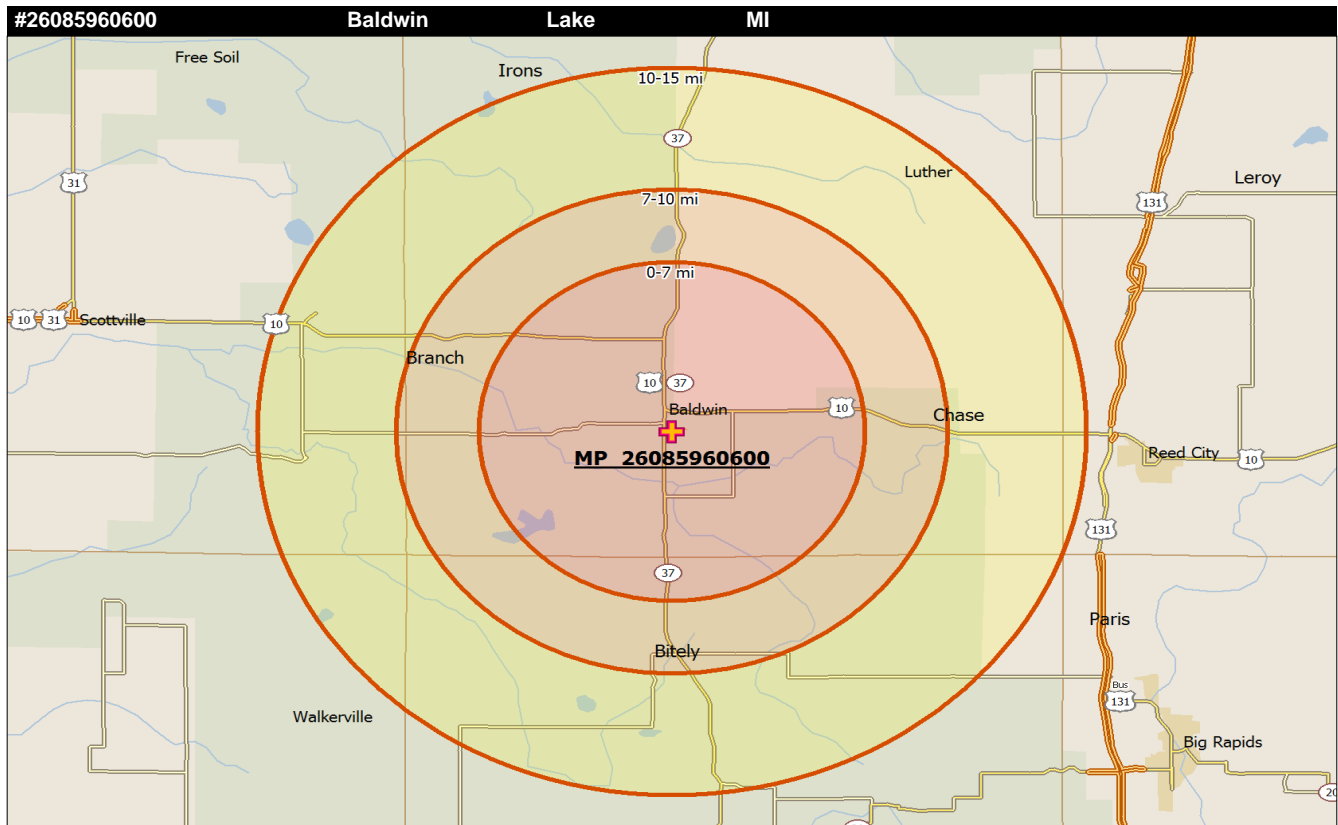 #26085960600 Baldwin Lake MI
Free Soil
Irons
10-15 mi
37
31
Luther
Leroy
7-10 mi
131
0-7 mi
10 31 Scottville
10
Branch
10 37
Baldwin
10
Chase
MP 26085960600
Reed City
10
131
37
Paris
Bitely
Bus
131
Walkerville
Big Rapids
20